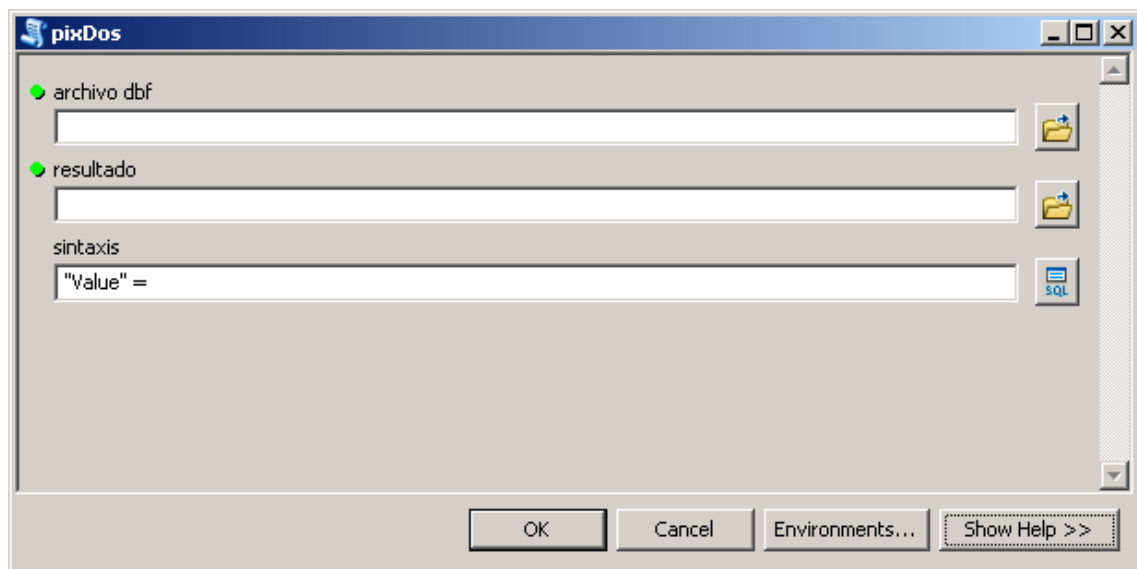 pixDos
archivo dbf
resultado
sintaxis
"Value" =
SQL
OK
Cancel
Environments...
Show Help >>